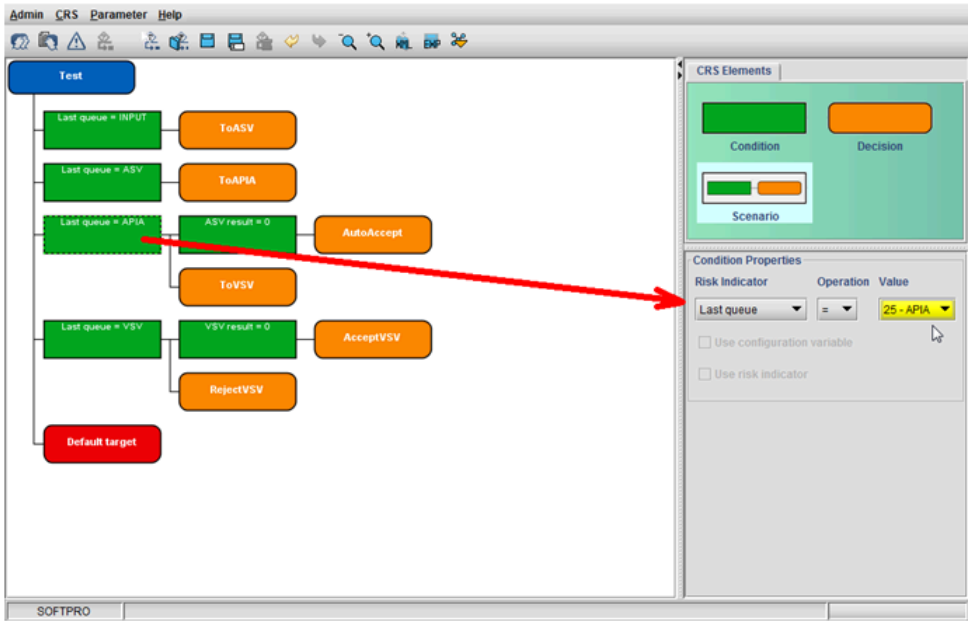 Admin CRS Parameter Help
XML EMP
Test
Last queue = INPUT
ToASV
Last queue = ASV
ToAPIA
Last queue = APIA
ASV result = 0
AutoAccept
ToVSV
Last queue = VSV
VSV result = 0
AcceptVSV
RejectVSV
Default target
CRS Elements
Condition
Decision
Scenario
Condition Properties
Risk Indicator Operation Value
Last queue = 25 - APIA
Use configuration variable
Use risk indicator
SOFTPRO